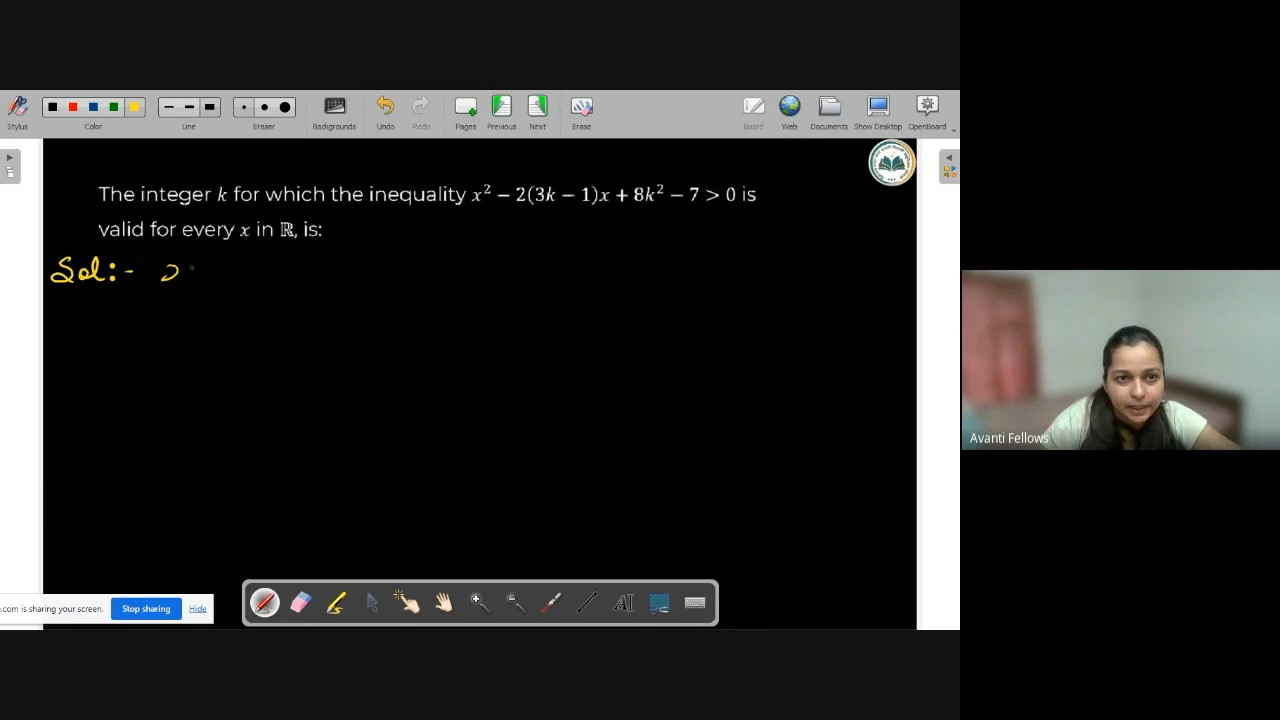 Stylus
Color
Line
Eraser
Backgrounds
Undo
Redo
Pages
Previous
Next
Erase
Board
Web
Documents
Show Desktop
OpenBoard
The integer k for which the inequality x² − 2(3k − 1)x + 8k² − 7 > 0 is
valid for every x in ℝ, is:
Sol:-
Avanti Fellows
.com is sharing your screen.
Stop sharing
Hide
AI